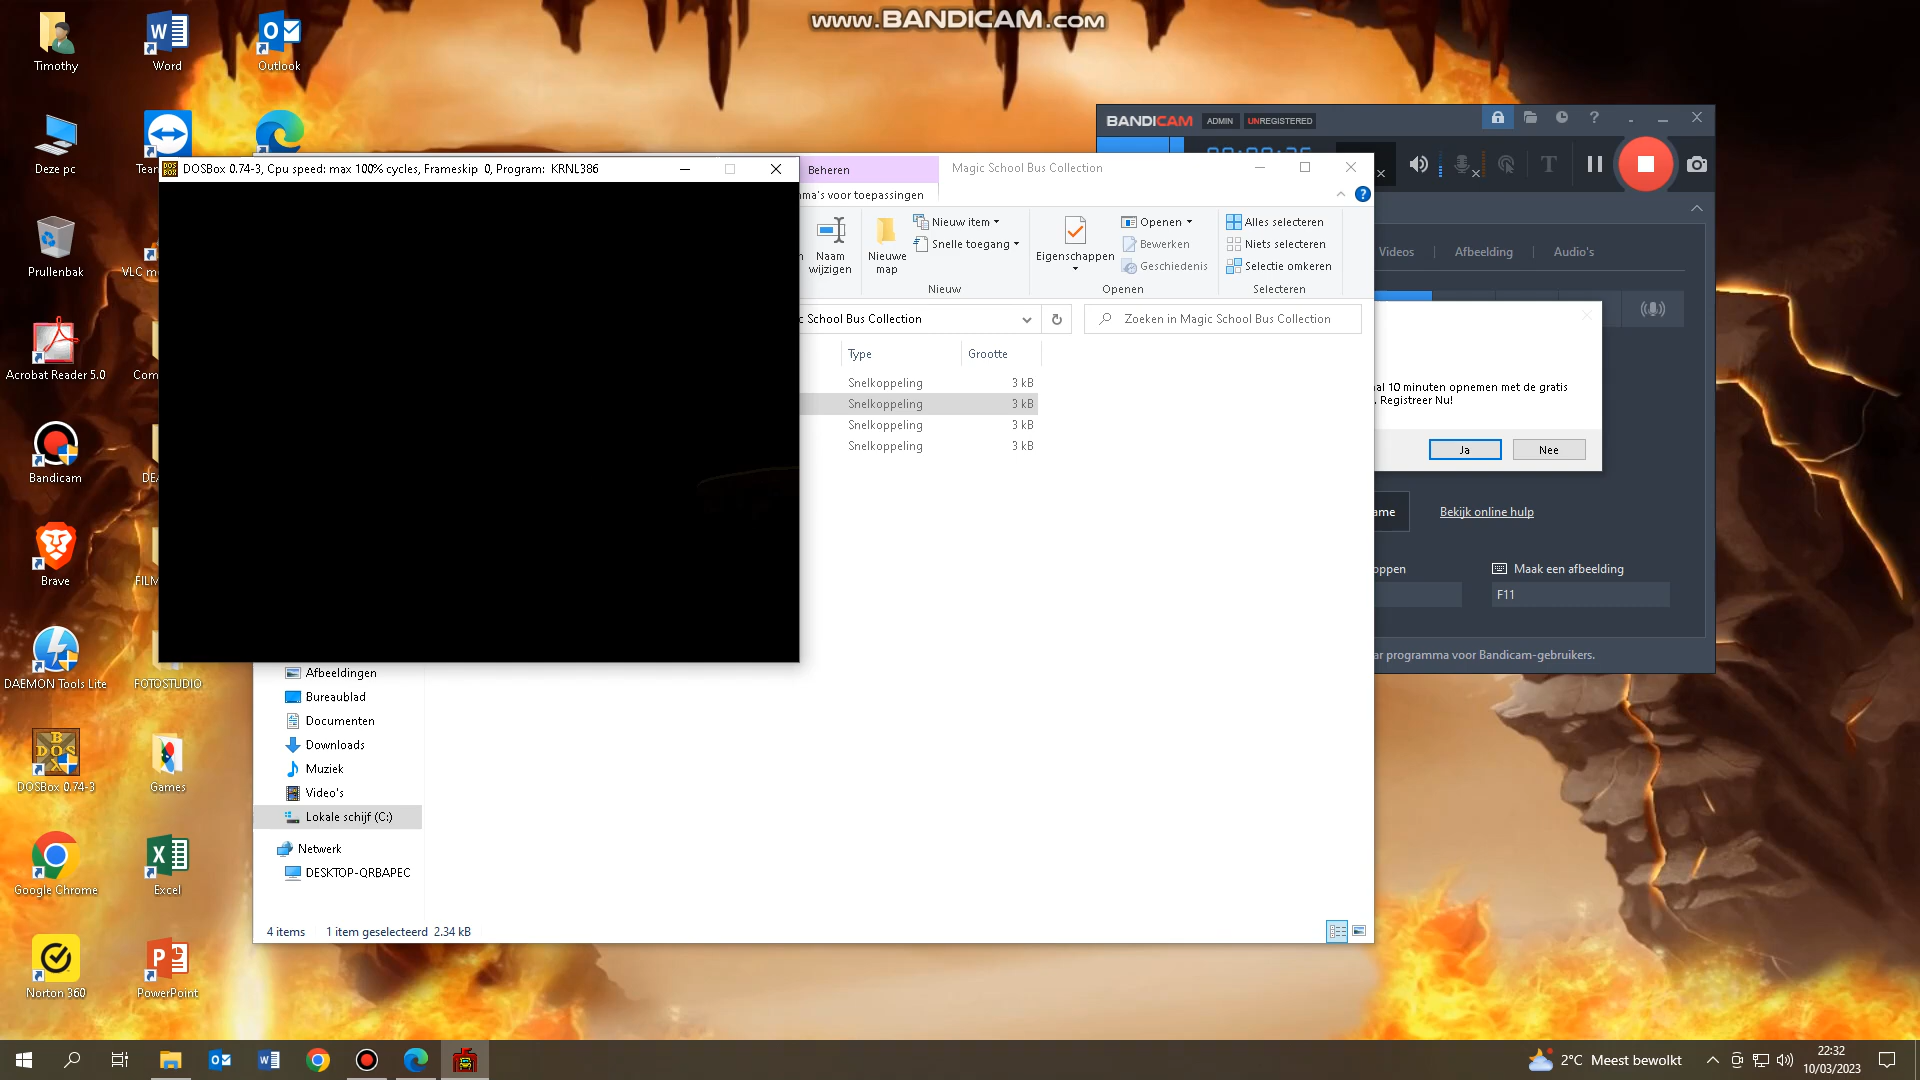 www.BANDICAM.com
Timothy
Word
Outlook
Deze pc
Prullenbak
Acrobat Reader 5.0
Bandicam
Brave
DAEMON Tools Lite
FOTOSTUDIO
DOSBox 0.74-3
Games
Google Chrome
Excel
Norton 360
PowerPoint
DOSBox 0.74-3, Cpu speed: max 100% cycles, Frameskip 0, Program: KRNL386
Beheren
Magic School Bus Collection
ma's voor toepassingen
Naam wijzigen
Nieuwe map
Nieuw item
Snelle toegang
Nieuw
Eigenschappen
Openen
Bewerken
Geschiedenis
Openen
Alles selecteren
Niets selecteren
Selectie omkeren
Selecteren
c School Bus Collection
Zoeken in Magic School Bus Collection
Type
Grootte
Snelkoppeling 3 kB
Snelkoppeling 3 kB
Snelkoppeling 3 kB
Snelkoppeling 3 kB
Afbeeldingen
Bureaublad
Documenten
Downloads
Muziek
Video's
Lokale schijf (C:)
Netwerk
DESKTOP-QRBAPEC
4 items 1 item geselecteerd 2.34 kB
BANDICAM ADMIN UNREGISTERED
Videos
Afbeelding
Audio's
al 10 minuten opnemen met de gratis
. Registreer Nu!
Ja
Nee
ame
Bekijk online hulp
oppen
Maak een afbeelding
F11
ar programma voor Bandicam-gebruikers.
2°C Meest bewolkt
22:32
10/03/2023